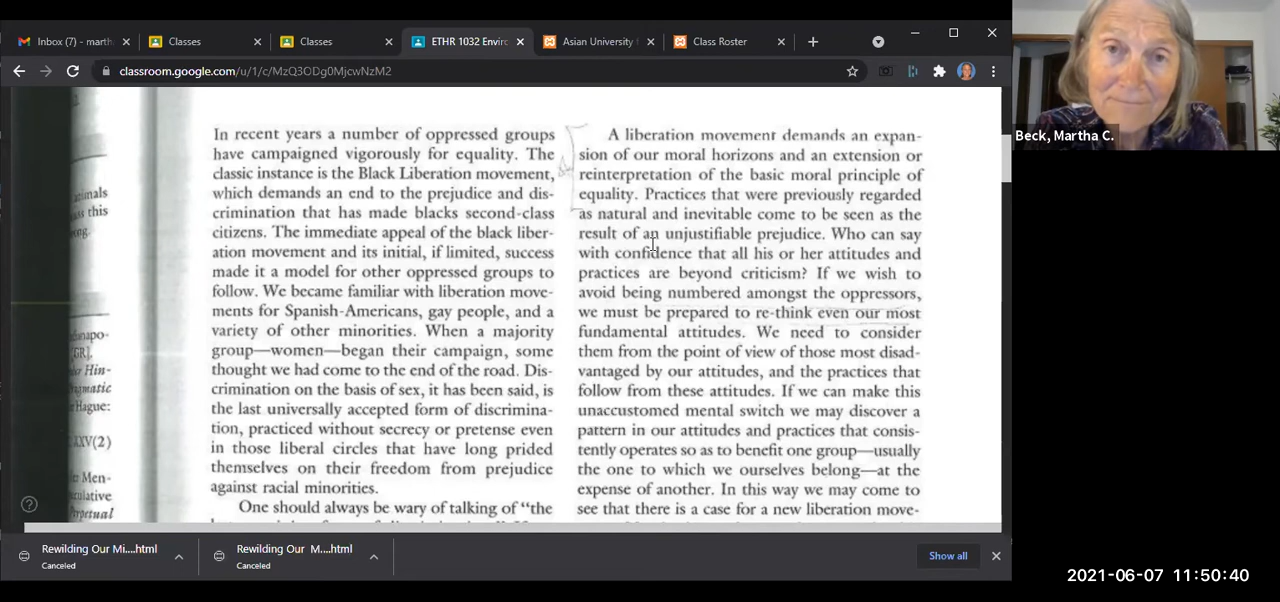 Inbox (7) - marth
Classes
Classes
ETHR 1032 Envir
Asian University f
Class Roster
classroom.google.com/u/1/c/MzQ3ODg0MjcwNzM2
Beck, Martha C.
animals
this
GR].
Hin-
Hague:
XXV(2)
Men-
In recent years a number of oppressed groups
have campaigned vigorously for equality. The
classic instance is the Black Liberation movement,
which demands an end to the prejudice and dis-
crimination that has made blacks second-class
citizens. The immediate appeal of the black liber-
ation movement and its initial, if limited, success
made it a model for other oppressed groups to
follow. We became familiar with liberation move-
ments for Spanish-Americans, gay people, and a
variety of other minorities. When a majority
group—women—began their campaign, some
thought we had come to the end of the road. Dis-
crimination on the basis of sex, it has been said, is
the last universally accepted form of discrimina-
tion, practiced without secrecy or pretense even
in those liberal circles that have long prided
themselves on their freedom from prejudice
against racial minorities.
One should always be wary of talking of "the
A liberation movement demands an expan-
sion of our moral horizons and an extension or
reinterpretation of the basic moral principle of
equality. Practices that were previously regarded
as natural and inevitable come to be seen as the
result of an unjustifiable prejudice. Who can say
with confidence that all his or her attitudes and
practices are beyond criticism? If we wish to
avoid being numbered amongst the oppressors,
we must be prepared to re-think even our most
fundamental attitudes. We need to consider
them from the point of view of those most disad-
vantaged by our attitudes, and the practices that
follow from these attitudes. If we can make this
unaccustomed mental switch we may discover a
pattern in our attitudes and practices that consis-
tently operates so as to benefit one group—usually
the one to which we ourselves belong—at the
expense of another. In this way we may come to
see that there is a case for a new liberation move-
Rewilding Our Mi....html
Canceled
Rewilding Our M....html
Canceled
Show all
2021-06-07 11:50:40